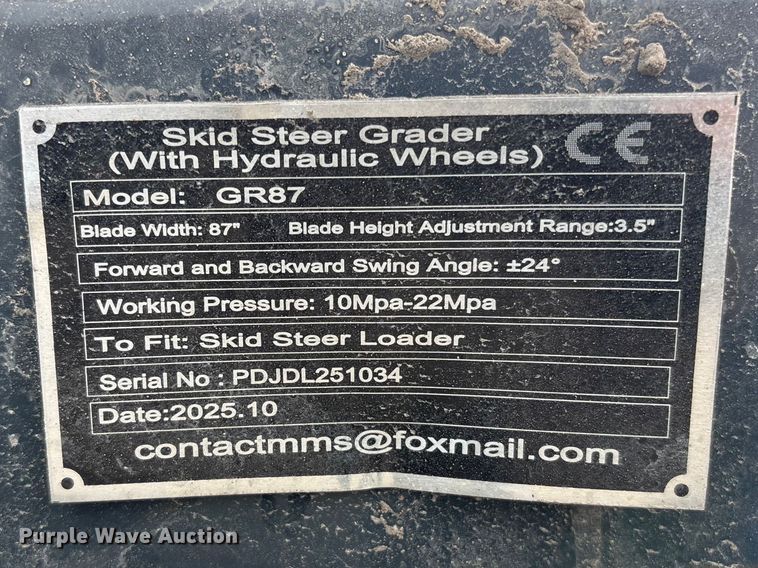 Skid Steer Grader
(With Hydraulic Wheels)
CE
Model: GR87
Blade Width: 87" Blade Height Adjustment Range:3.5"
Forward and Backward Swing Angle: ±24°
Working Pressure: 10Mpa-22Mpa
To Fit: Skid Steer Loader
Serial No : PDJDL251034
Date:2025.10
contactmms@foxmail.com
Purple Wave Auction